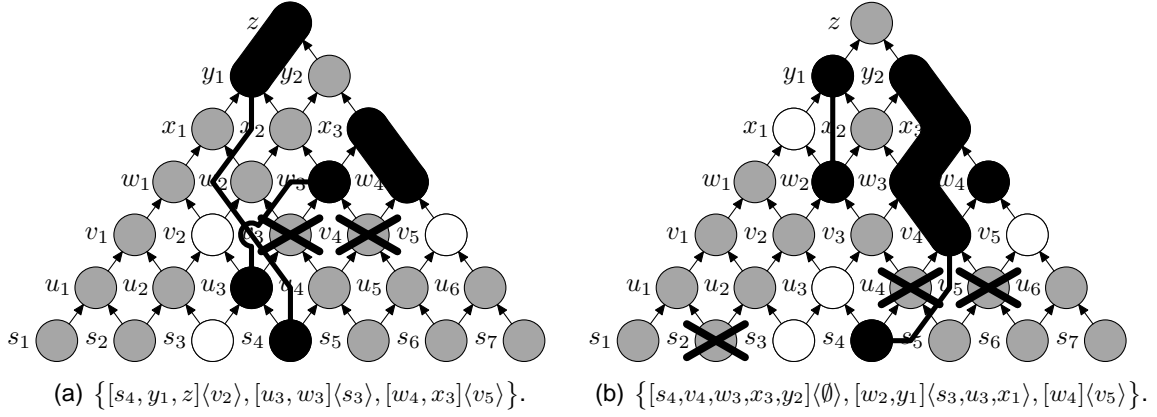 z
y₁ y₂
x₁ x₂ x₃
w₁ w₂ w₃ w₄
v₁ v₂ v₃ v₄ v₅
u₁ u₂ u₃ u₄ u₅ u₆
s₁ s₂ s₃ s₄ s₅ s₆ s₇
(a) {[s₄, y₁, z]⟨v₂⟩, [u₃, w₃]⟨s₃⟩, [w₄, x₃]⟨v₅⟩}.
z
y₁ y₂
x₁ x₂ x₃
w₁ w₂ w₃ w₄
v₁ v₂ v₃ v₄ v₅
u₁ u₂ u₃ u₄ u₅ u₆
s₁ s₂ s₃ s₄ s₅ s₆ s₇
(b) {[s₄,v₄,w₃,x₃,y₂]⟨∅⟩, [w₂,y₁]⟨s₃,u₃,x₁⟩, [w₄]⟨v₅⟩}.